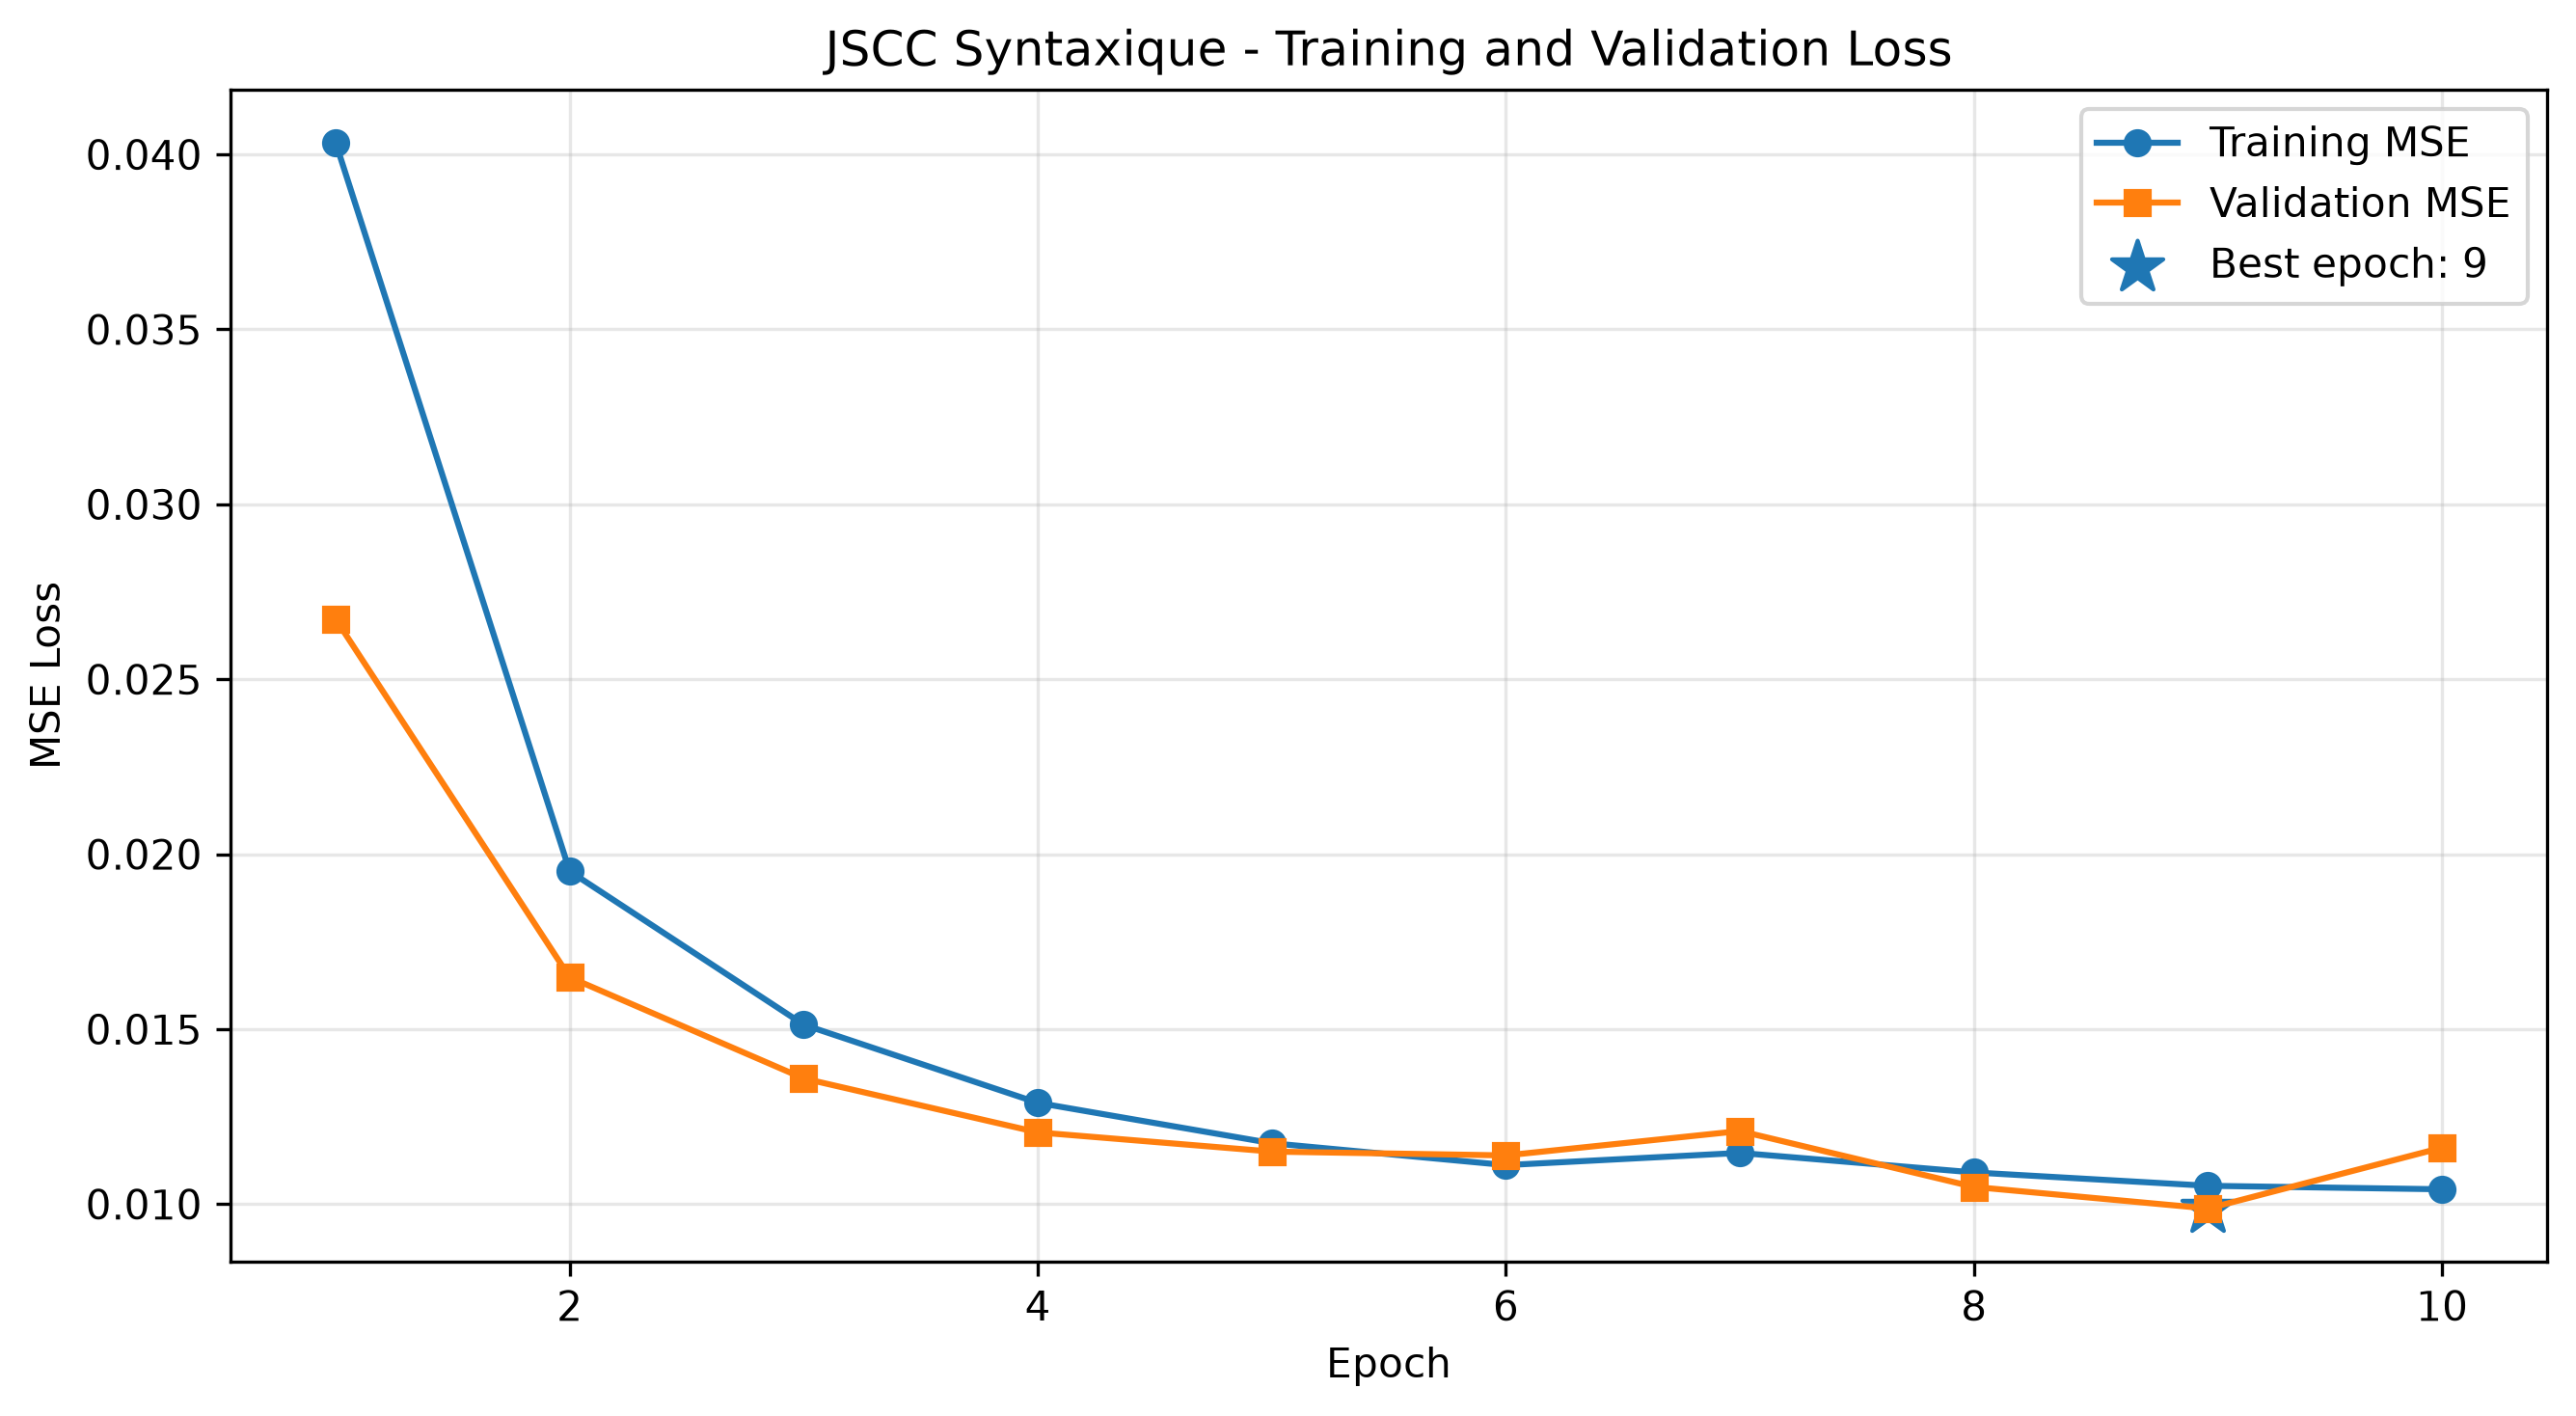 JSCC Syntaxique - Training and Validation Loss
Training MSE
Validation MSE
Best epoch: 9
MSE Loss
0.040
0.035
0.030
0.025
0.020
0.015
0.010
2
4
6
8
10
Epoch